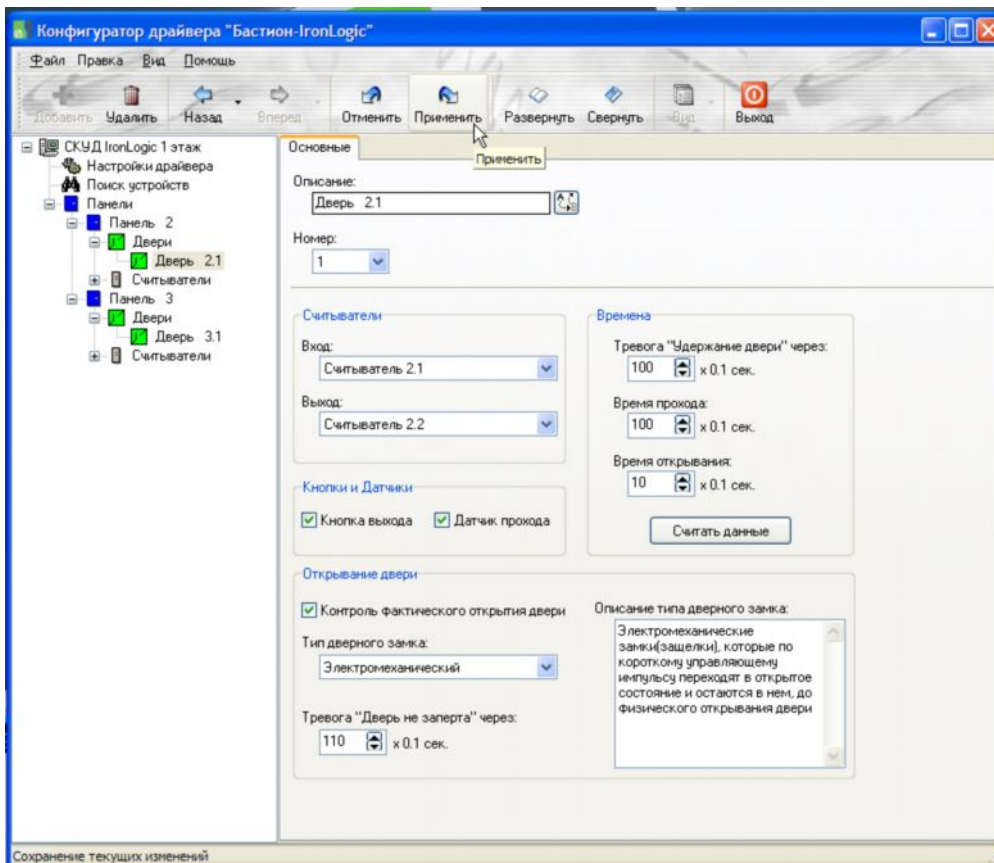 Конфигуратор драйвера "Бастион-IronLogic"
Файл Правка Вид Помощь
Добавить Удалить Назад Вперед Отменить Применить Развернуть Свернуть Вид Выход
Применить
СКУД IronLogic 1 этаж
Настройки драйвера
Поиск устройств
Панели
Панель 2
Двери
Дверь 2.1
Считыватели
Панель 3
Двери
Дверь 3.1
Считыватели
Основные
Описание:
Дверь 2.1
Номер:
1
Считыватели
Вход:
Считыватель 2.1
Выход:
Считыватель 2.2
Времена
Тревога "Удержание двери" через:
100 x 0.1 сек.
Время прохода:
100 x 0.1 сек.
Время открывания:
10 x 0.1 сек.
Считать данные
Кнопки и Датчики
Кнопка выхода Датчик прохода
Открывание двери
Контроль фактического открытия двери
Тип дверного замка:
Электромеханический
Тревога "Дверь не заперта" через:
110 x 0.1 сек.
Описание типа дверного замка:
Электромеханические
замки(защелки), которые по
короткому управляющему
импульсу переходят в открытое
состояние и остаются в нем, до
физического открывания двери
Сохранение текущих изменений